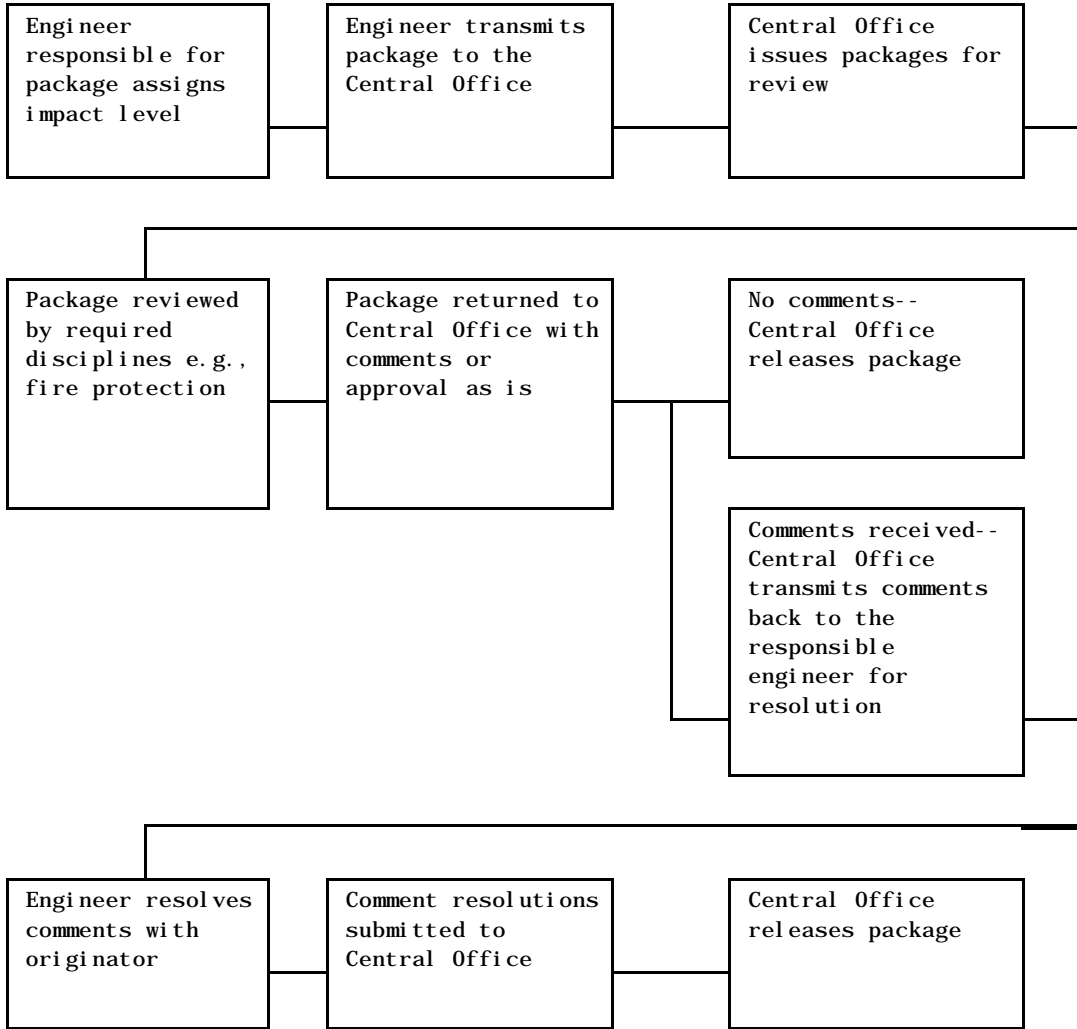 Engineer
responsible for
package assigns
impact level
Engineer transmits
package to the
Central Office
Central Office
issues packages for
review
Package reviewed
by required
disciplines e.g.,
fire protection
Package returned to
Central Office with
comments or
approval as is
No comments--
Central Office
releases package
Comments received--
Central Office
transmits comments
back to the
responsible
engineer for
resolution
Engineer resolves
comments with
originator
Comment resolutions
submitted to
Central Office
Central Office
releases package